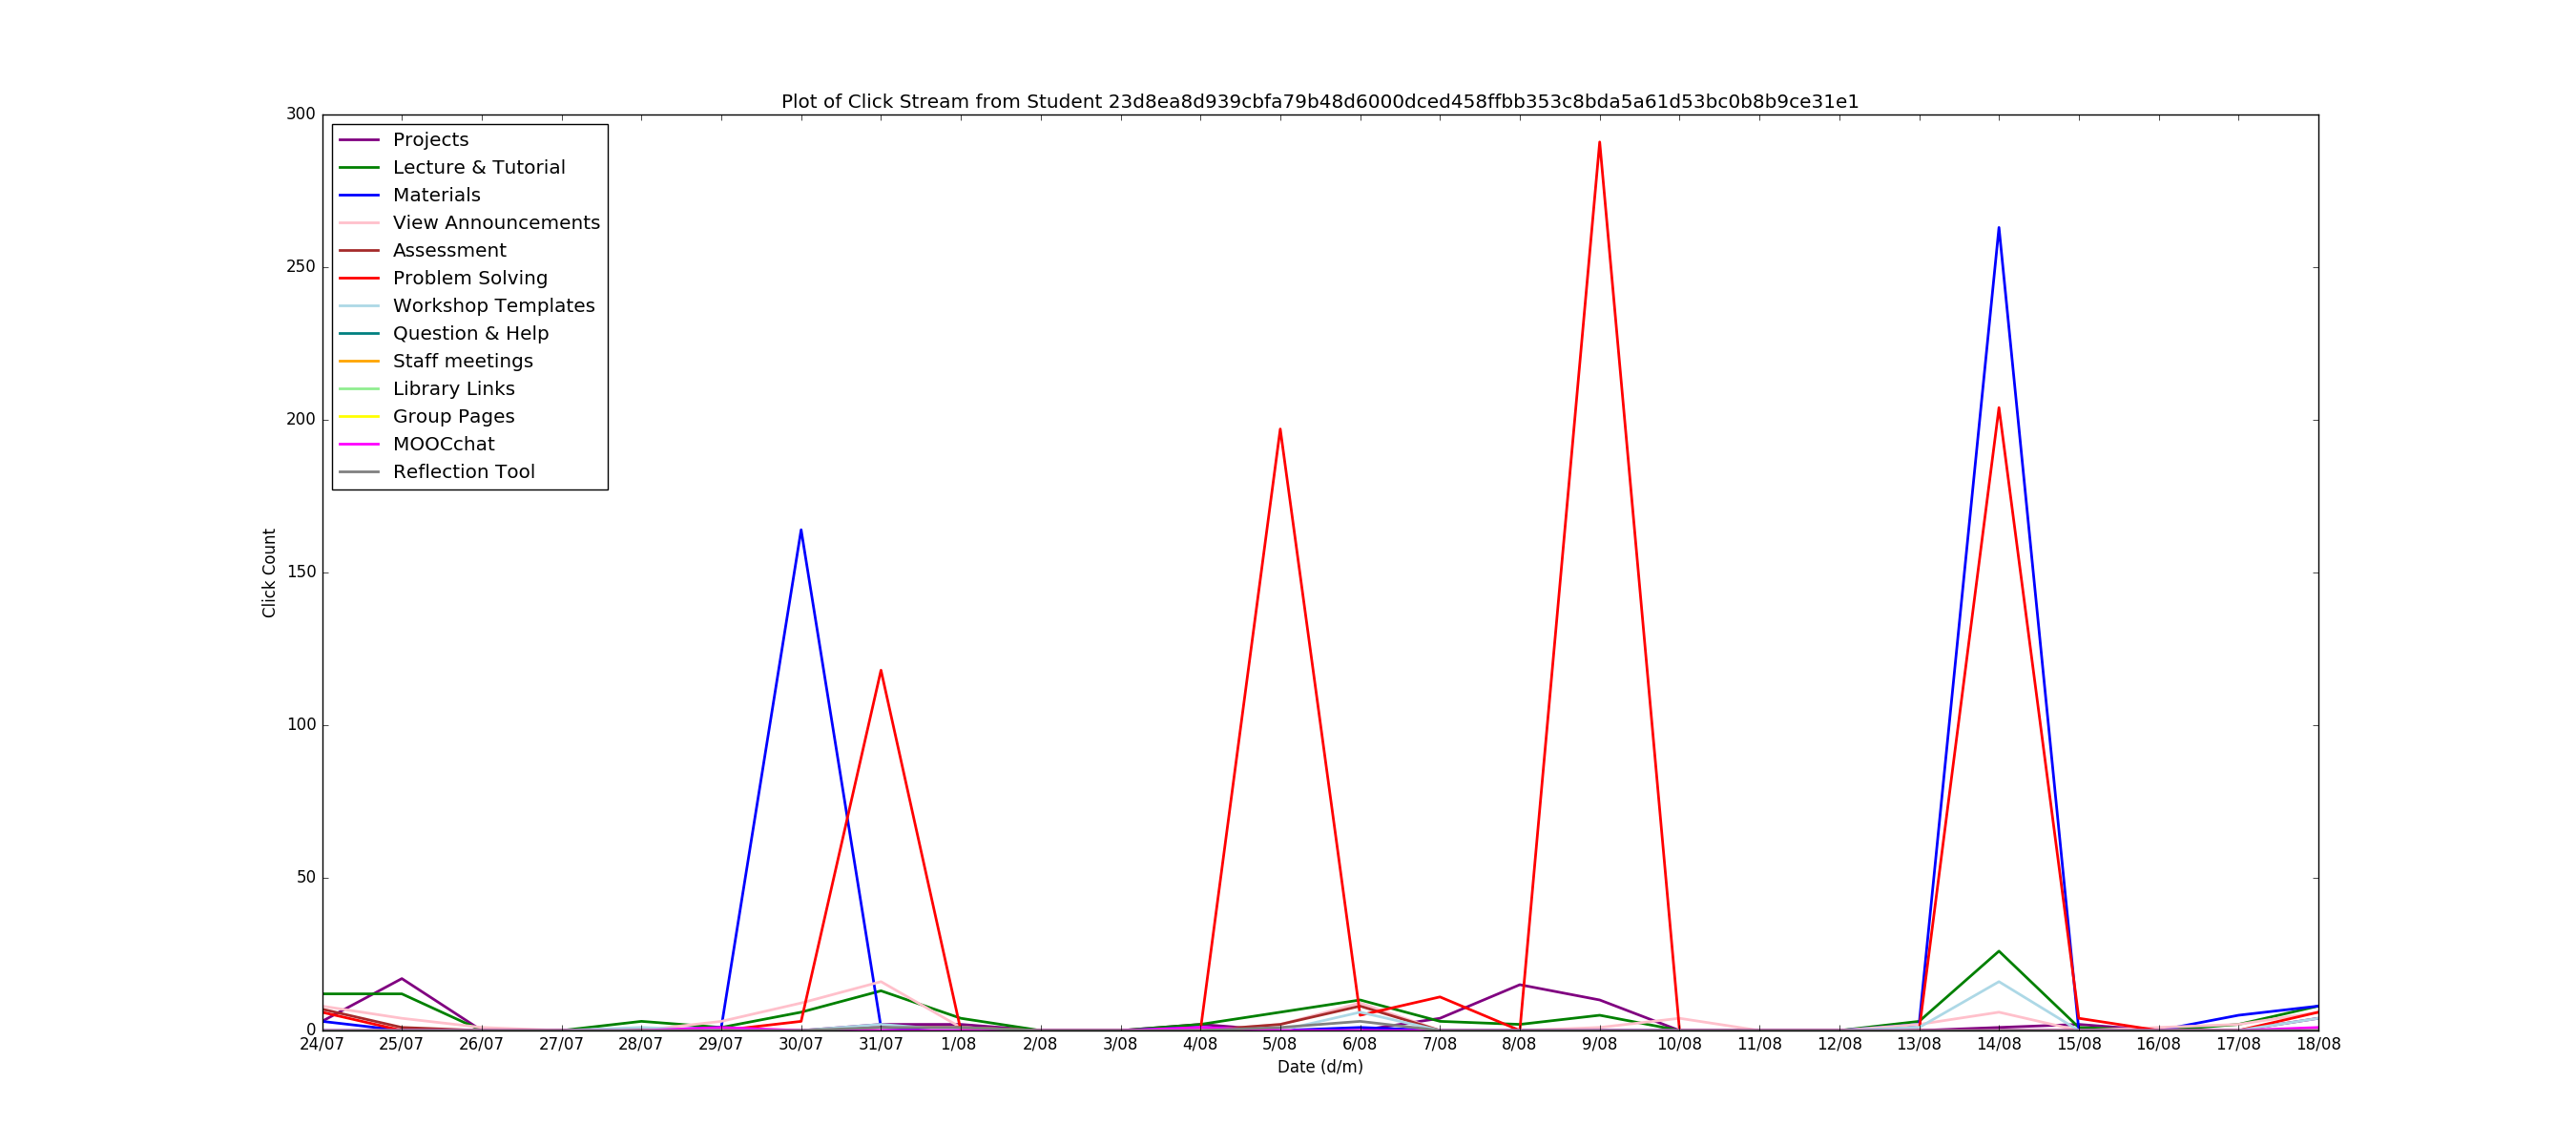 Plot of Click Stream from Student 23d8ea8d939cbfa79b48d6000dced458ffbb353c8bda5a61d53bc0b8b9ce31e1
300
250
200
150
100
50
0
Click Count
Projects
Lecture & Tutorial
Materials
View Announcements
Assessment
Problem Solving
Workshop Templates
Question & Help
Staff meetings
Library Links
Group Pages
MOOCchat
Reflection Tool
24/07 25/07 26/07 27/07 28/07 29/07 30/07 31/07 1/08 2/08 3/08 4/08 5/08 6/08 7/08 8/08 9/08 10/08 11/08 12/08 13/08 14/08 15/08 16/08 17/08 18/08
Date (d/m)